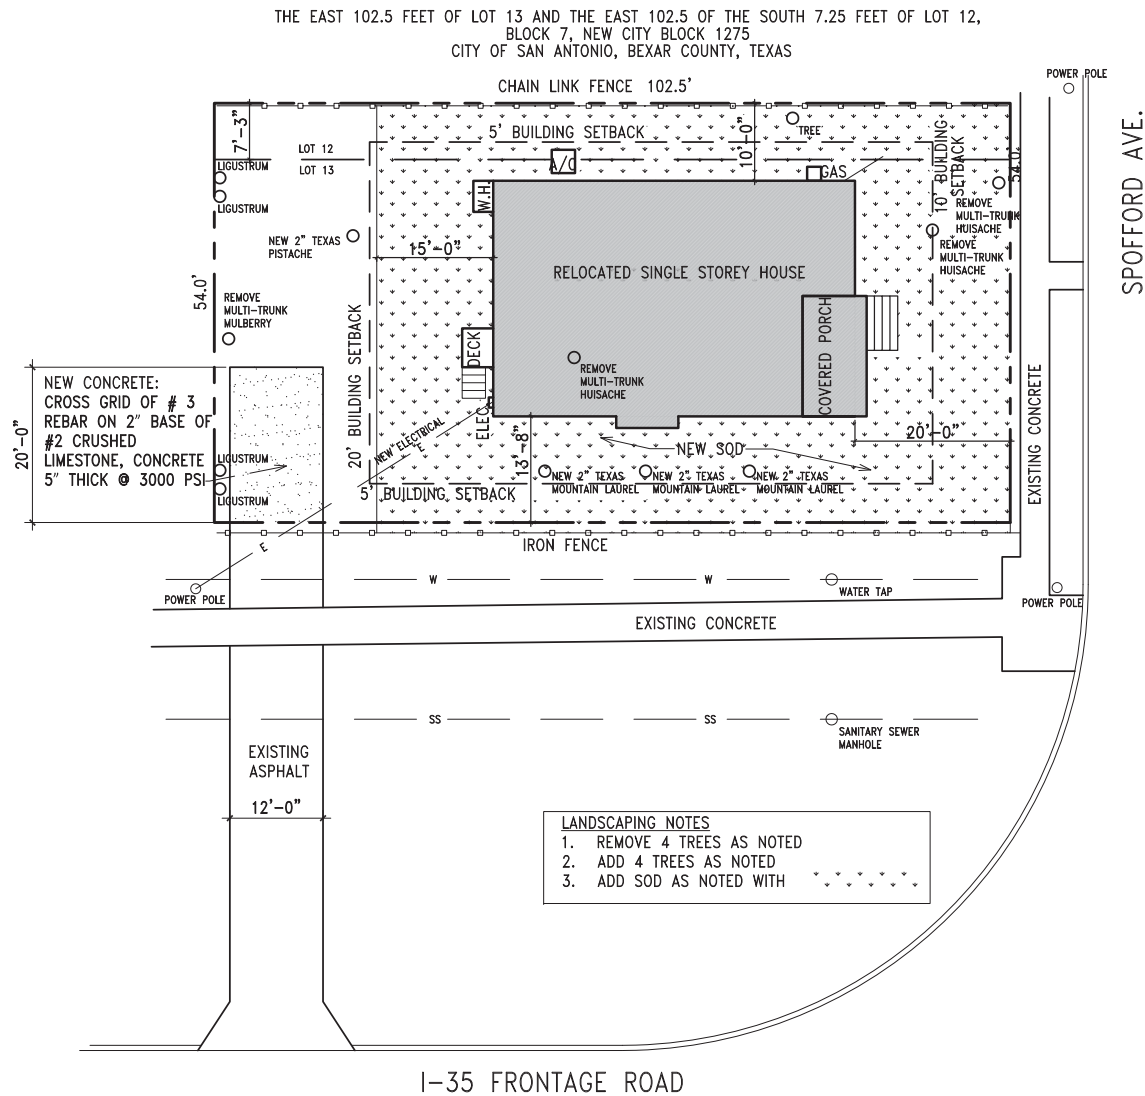 THE EAST 102.5 FEET OF LOT 13 AND THE EAST 102.5 OF THE SOUTH 7.25 FEET OF LOT 12,
BLOCK 7, NEW CITY BLOCK 1275
CITY OF SAN ANTONIO, BEXAR COUNTY, TEXAS
CHAIN LINK FENCE 102.5'
POWER POLE
SPOFFORD AVE.
7'-3"
LOT 12
LOT 13
5' BUILDING SETBACK
10'-0"
TREE
10' BUILDING
SETBACK
54.0'
LIGUSTRUM
LIGUSTRUM
A/C
GAS
W.H.
REMOVE
MULTI-TRUNK
HUISACHE
NEW 2" TEXAS
PISTACHE
15'-0"
REMOVE
MULTI-TRUNK
HUISACHE
RELOCATED SINGLE STOREY HOUSE
54.0'
REMOVE
MULTI-TRUNK
MULBERRY
20' BUILDING SETBACK
DECK
COVERED PORCH
REMOVE
MULTI-TRUNK
HUISACHE
EXISTING CONCRETE
20'-0"
NEW CONCRETE:
CROSS GRID OF # 3
REBAR ON 2" BASE OF
#2 CRUSHED
LIMESTONE, CONCRETE
5" THICK @ 3000 PSI
LIGUSTRUM
LIGUSTRUM
ELEC
NEW ELECTRICAL
E
13'-8"
NEW SOD
20'-0"
NEW 2" TEXAS
MOUNTAIN LAUREL
NEW 2" TEXAS
MOUNTAIN LAUREL
NEW 2" TEXAS
MOUNTAIN LAUREL
5' BUILDING SETBACK
IRON FENCE
E
POWER POLE
W
W
WATER TAP
POWER POLE
EXISTING CONCRETE
SS
SS
SANITARY SEWER
MANHOLE
EXISTING
ASPHALT
12'-0"
LANDSCAPING NOTES
1. REMOVE 4 TREES AS NOTED
2. ADD 4 TREES AS NOTED
3. ADD SOD AS NOTED WITH
I-35 FRONTAGE ROAD